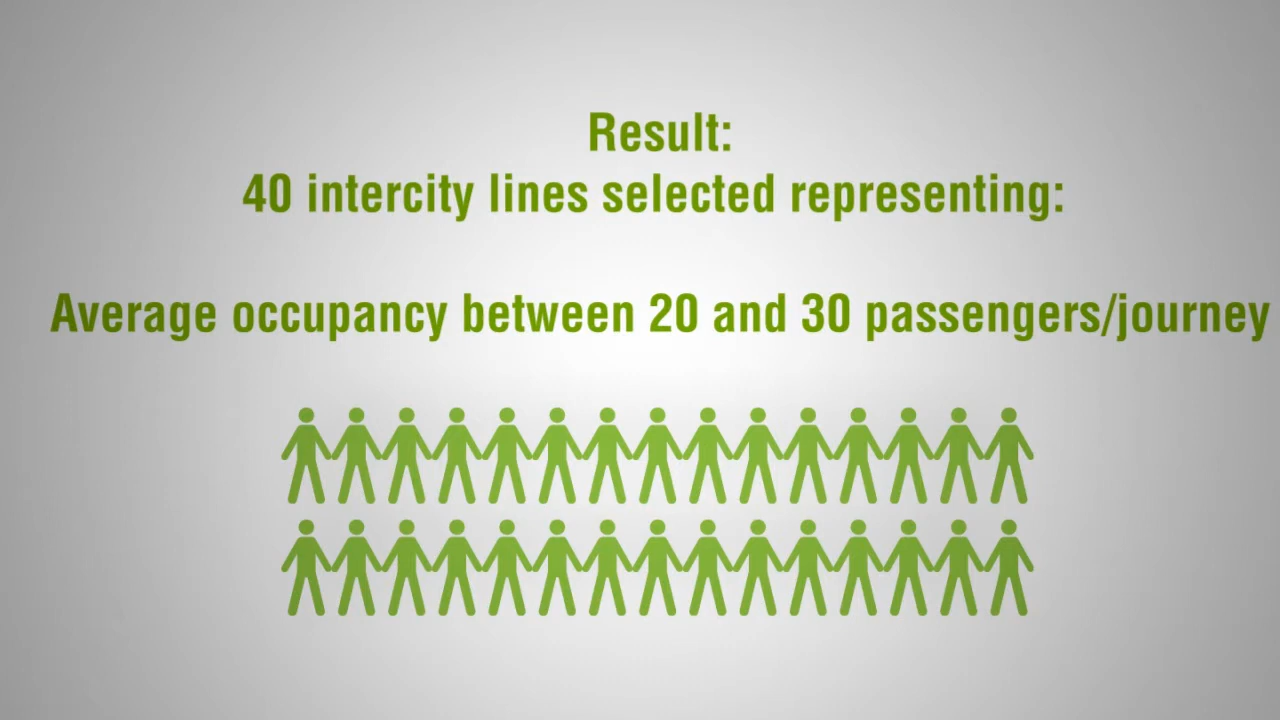 Result:
40 intercity lines selected representing:
Average occupancy between 20 and 30 passengers/journey